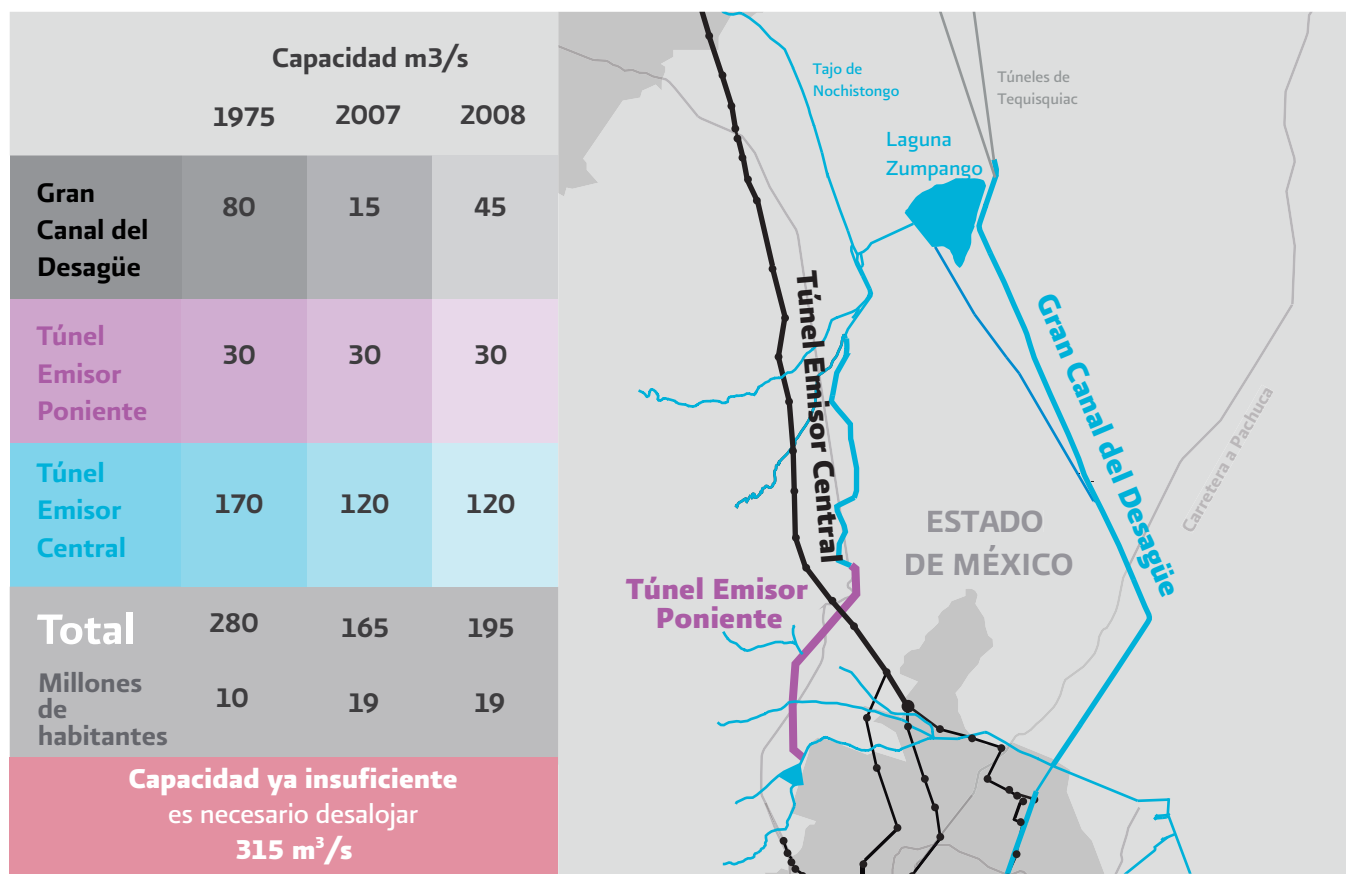 Capacidad m3/s
1975 2007 2008
Gran
Canal del
Desagüe
80 15 45
Túnel
Emisor
Poniente
30 30 30
Túnel
Emisor
Central
170 120 120
Total
280 165 195
Millones
de
habitantes
10 19 19
Capacidad ya insuficiente
es necesario desalojar
315 m³/s
Tajo de
Nochistongo
Túneles de
Tequisquiac
Laguna
Zumpango
Túnel Emisor Central
Gran Canal del Desagüe
Carretera a Pachuca
ESTADO
DE MÉXICO
Túnel Emisor
Poniente